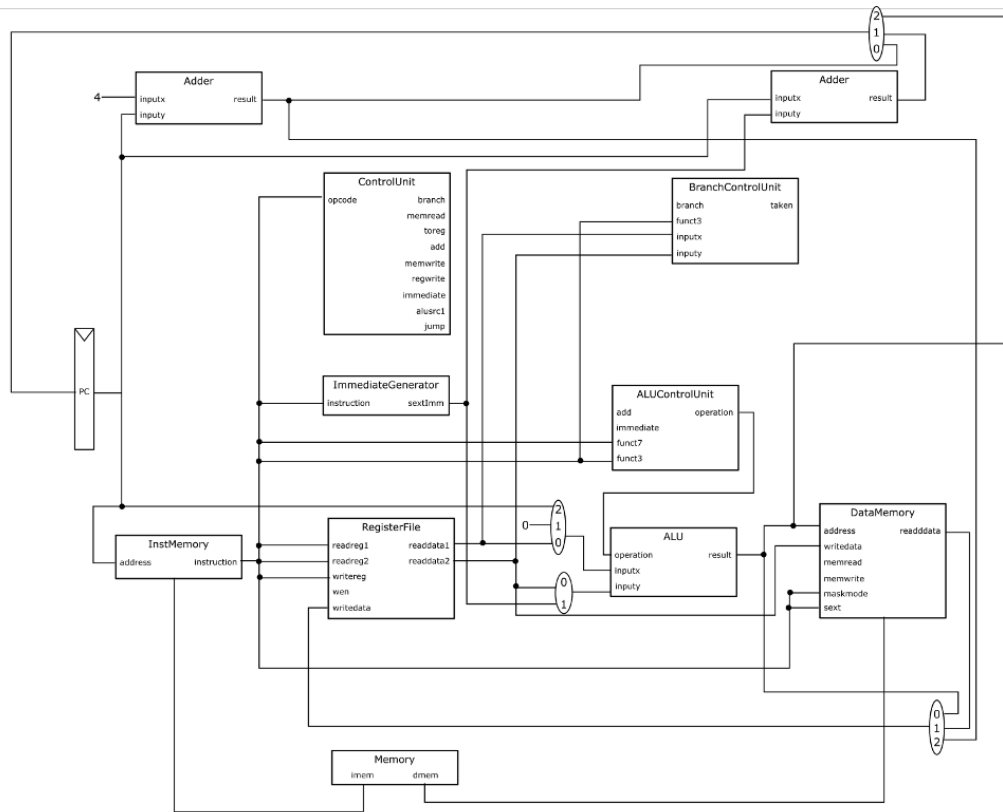 2
1
0
Adder
4 inputx result
inputy
Adder
inputx result
inputy
ControlUnit
opcode branch
memread
toreg
add
memwrite
regwrite
immediate
alusrc1
jump
BranchControlUnit
branch taken
funct3
inputx
inputy
PC
ImmediateGenerator
instruction sextImm
ALUControlUnit
add operation
immediate
funct7
funct3
InstMemory
address instruction
RegisterFile
readreg1 readdata1
readreg2 readdata2
writereg
wen
writedata
2
0 1
0
0
1
ALU
operation result
inputx
inputy
DataMemory
address readddata
writedata
memread
memwrite
maskmode
sext
0
1
2
Memory
imem dmem